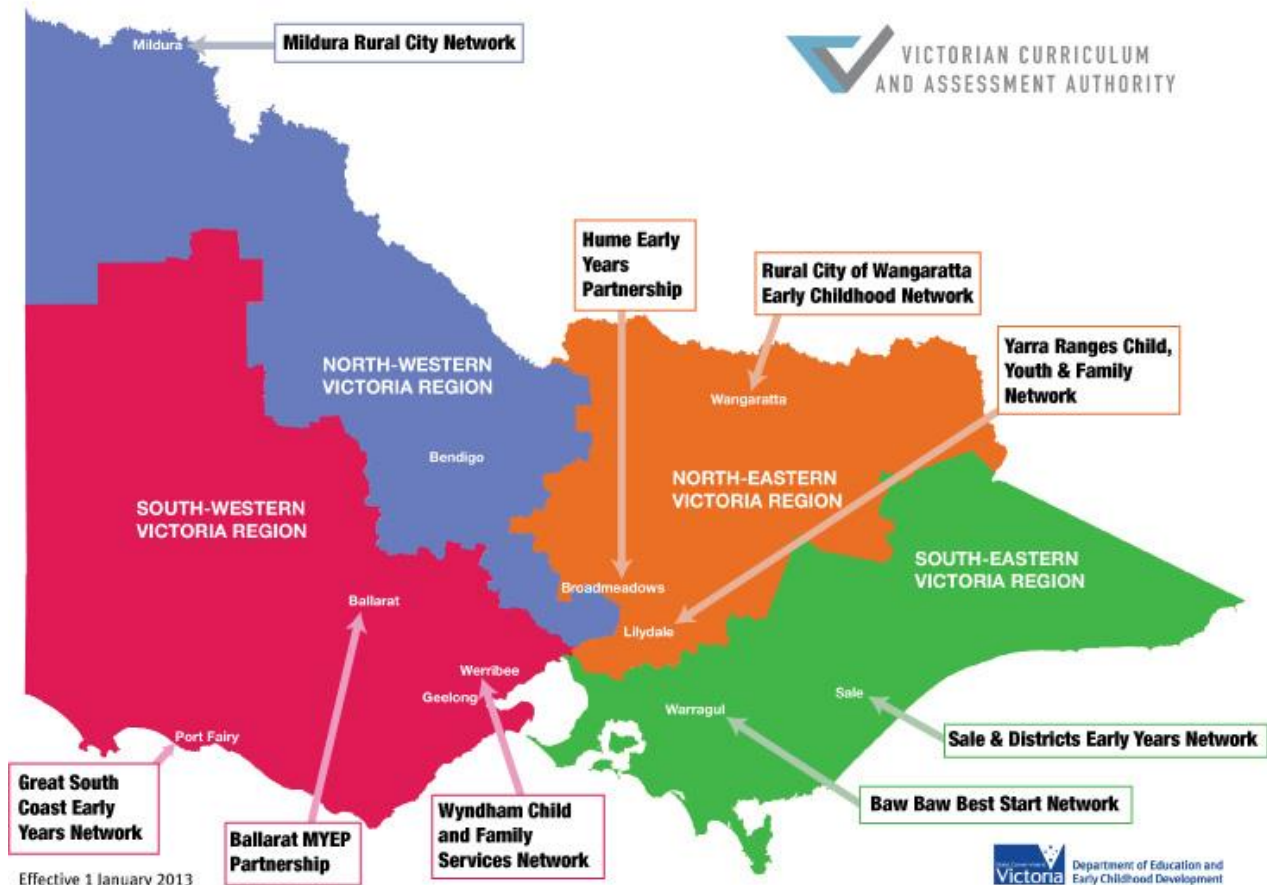 Mildura
Mildura Rural City Network
VICTORIAN CURRICULUM
AND ASSESSMENT AUTHORITY
Hume Early
Years
Partnership
Rural City of Wangaratta
Early Childhood Network
Yarra Ranges Child,
Youth & Family
Network
NORTH-WESTERN
VICTORIA REGION
Wangaratta
Bendigo
NORTH-EASTERN
VICTORIA REGION
SOUTH-WESTERN
VICTORIA REGION
SOUTH-EASTERN
VICTORIA REGION
Broadmeadows
Ballarat
Lilydale
Werribee
Geelong
Sale
Warragul
Port Fairy
Sale & Districts Early Years Network
Great South
Coast Early
Years Network
Ballarat MYEP
Partnership
Wyndham Child
and Family
Services Network
Baw Baw Best Start Network
Effective 1 January 2013
State Government
Victoria
Department of Education and
Early Childhood Development